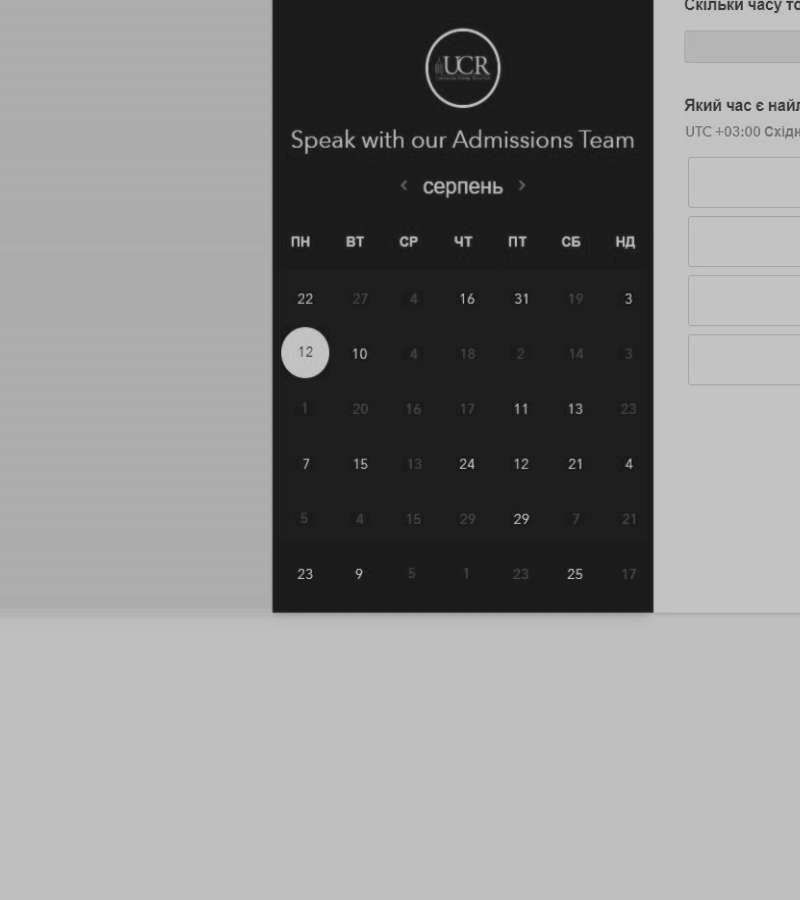 Скільки часу то
UCR
Speak with our Admissions Team
Який час є найл
UTC +03:00 Східн
< серпень >
ПН ВТ СР ЧТ ПТ СБ НД
22 27 4 16 31 19 3
12 10 4 18 2 14 3
1 20 16 17 11 13 23
7 15 13 24 12 21 4
5 4 15 29 29 7 21
23 9 5 1 23 25 17